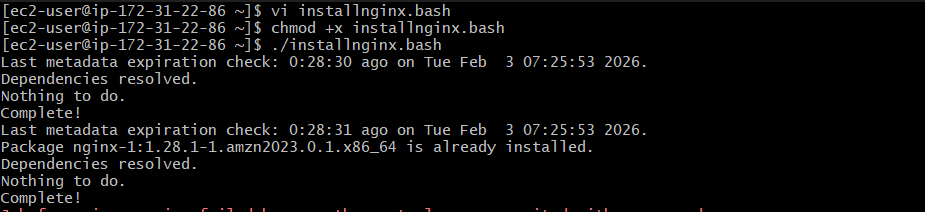 [ec2-user@ip-172-31-22-86 ~]$ vi installnginx.bash
[ec2-user@ip-172-31-22-86 ~]$ chmod +x installnginx.bash
[ec2-user@ip-172-31-22-86 ~]$ ./installnginx.bash
Last metadata expiration check: 0:28:30 ago on Tue Feb  3 07:25:53 2026.
Dependencies resolved.
Nothing to do.
Complete!
Last metadata expiration check: 0:28:31 ago on Tue Feb  3 07:25:53 2026.
Package nginx-1:1.28.1-1.amzn2023.0.1.x86_64 is already installed.
Dependencies resolved.
Nothing to do.
Complete!